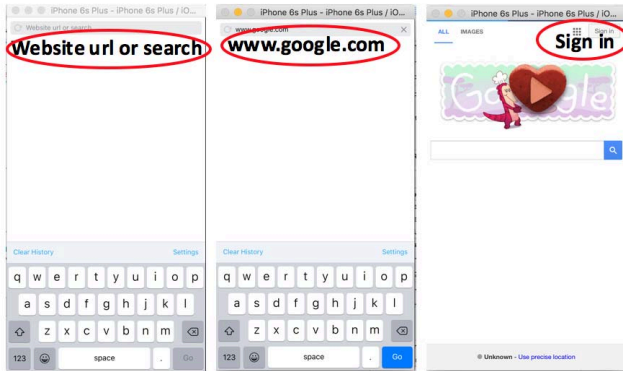 iPhone 6s Plus - iPhone 6s Plus / iO...
Website url or search
Website url or search
Clear History Settings
q w e r t y u i o p
a s d f g h j k l
z x c v b n m
123 space . Go
iPhone 6s Plus - iPhone 6s Plus / iO...
www.google.com
www.google.com
Clear History Settings
q w e r t y u i o p
a s d f g h j k l
z x c v b n m
123 space . Go
iPhone 6s Plus - iPhone 6s Plus / iO...
ALL IMAGES Sign in
Sign in
Google
Unknown - Use precise location